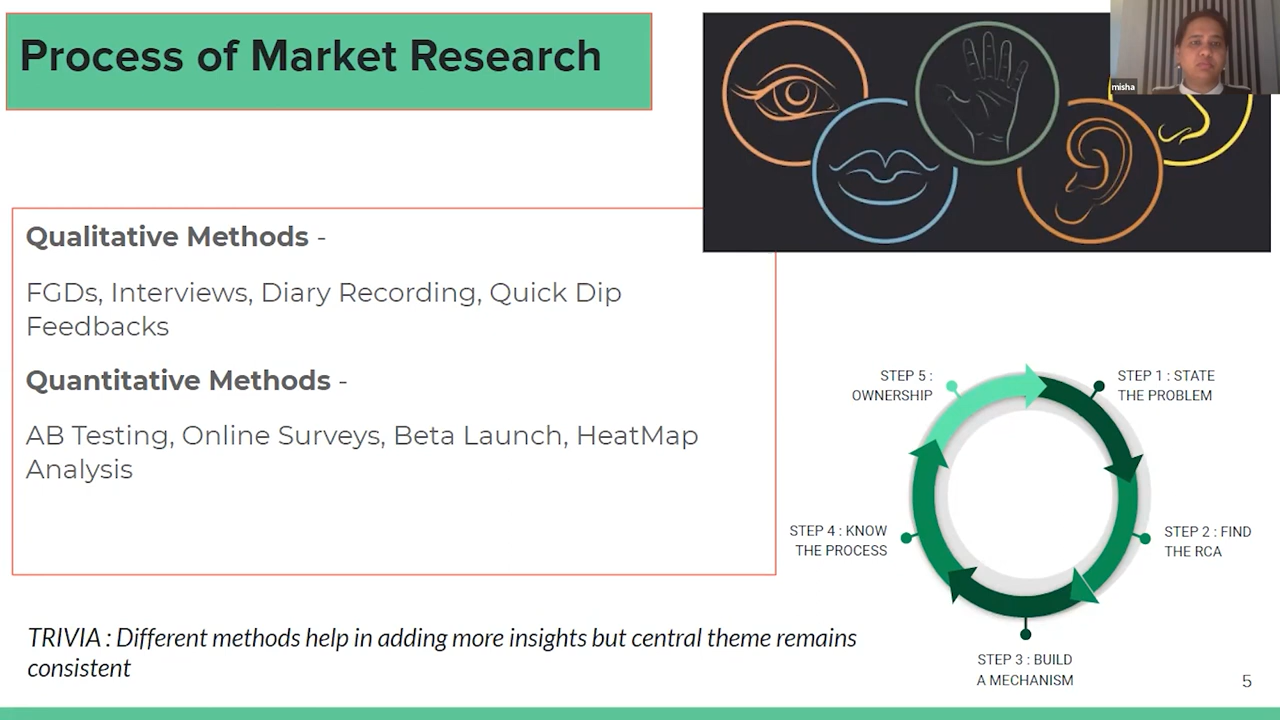 Process of Market Research
misha
Qualitative Methods -
FGDs, Interviews, Diary Recording, Quick Dip
Feedbacks
Quantitative Methods -
AB Testing, Online Surveys, Beta Launch, HeatMap
Analysis
STEP 5 :
OWNERSHIP
STEP 1 : STATE
THE PROBLEM
STEP 4 : KNOW
THE PROCESS
STEP 2 : FIND
THE RCA
STEP 3 : BUILD
A MECHANISM
TRIVIA : Different methods help in adding more insights but central theme remains
consistent
5